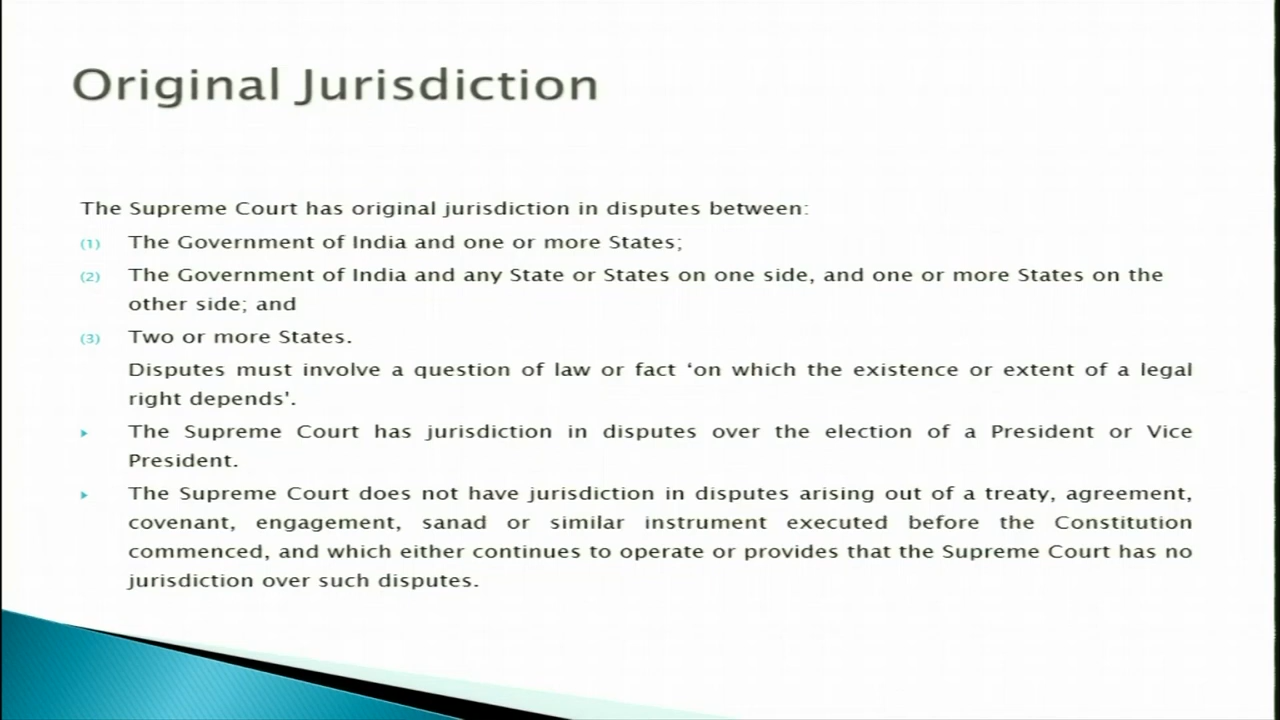 Original Jurisdiction
The Supreme Court has original jurisdiction in disputes between:
(1) The Government of India and one or more States;
(2) The Government of India and any State or States on one side, and one or more States on the
other side; and
(3) Two or more States.
Disputes must involve a question of law or fact ‘on which the existence or extent of a legal
right depends'.
The Supreme Court has jurisdiction in disputes over the election of a President or Vice
President.
The Supreme Court does not have jurisdiction in disputes arising out of a treaty, agreement,
covenant, engagement, sanad or similar instrument executed before the Constitution
commenced, and which either continues to operate or provides that the Supreme Court has no
jurisdiction over such disputes.